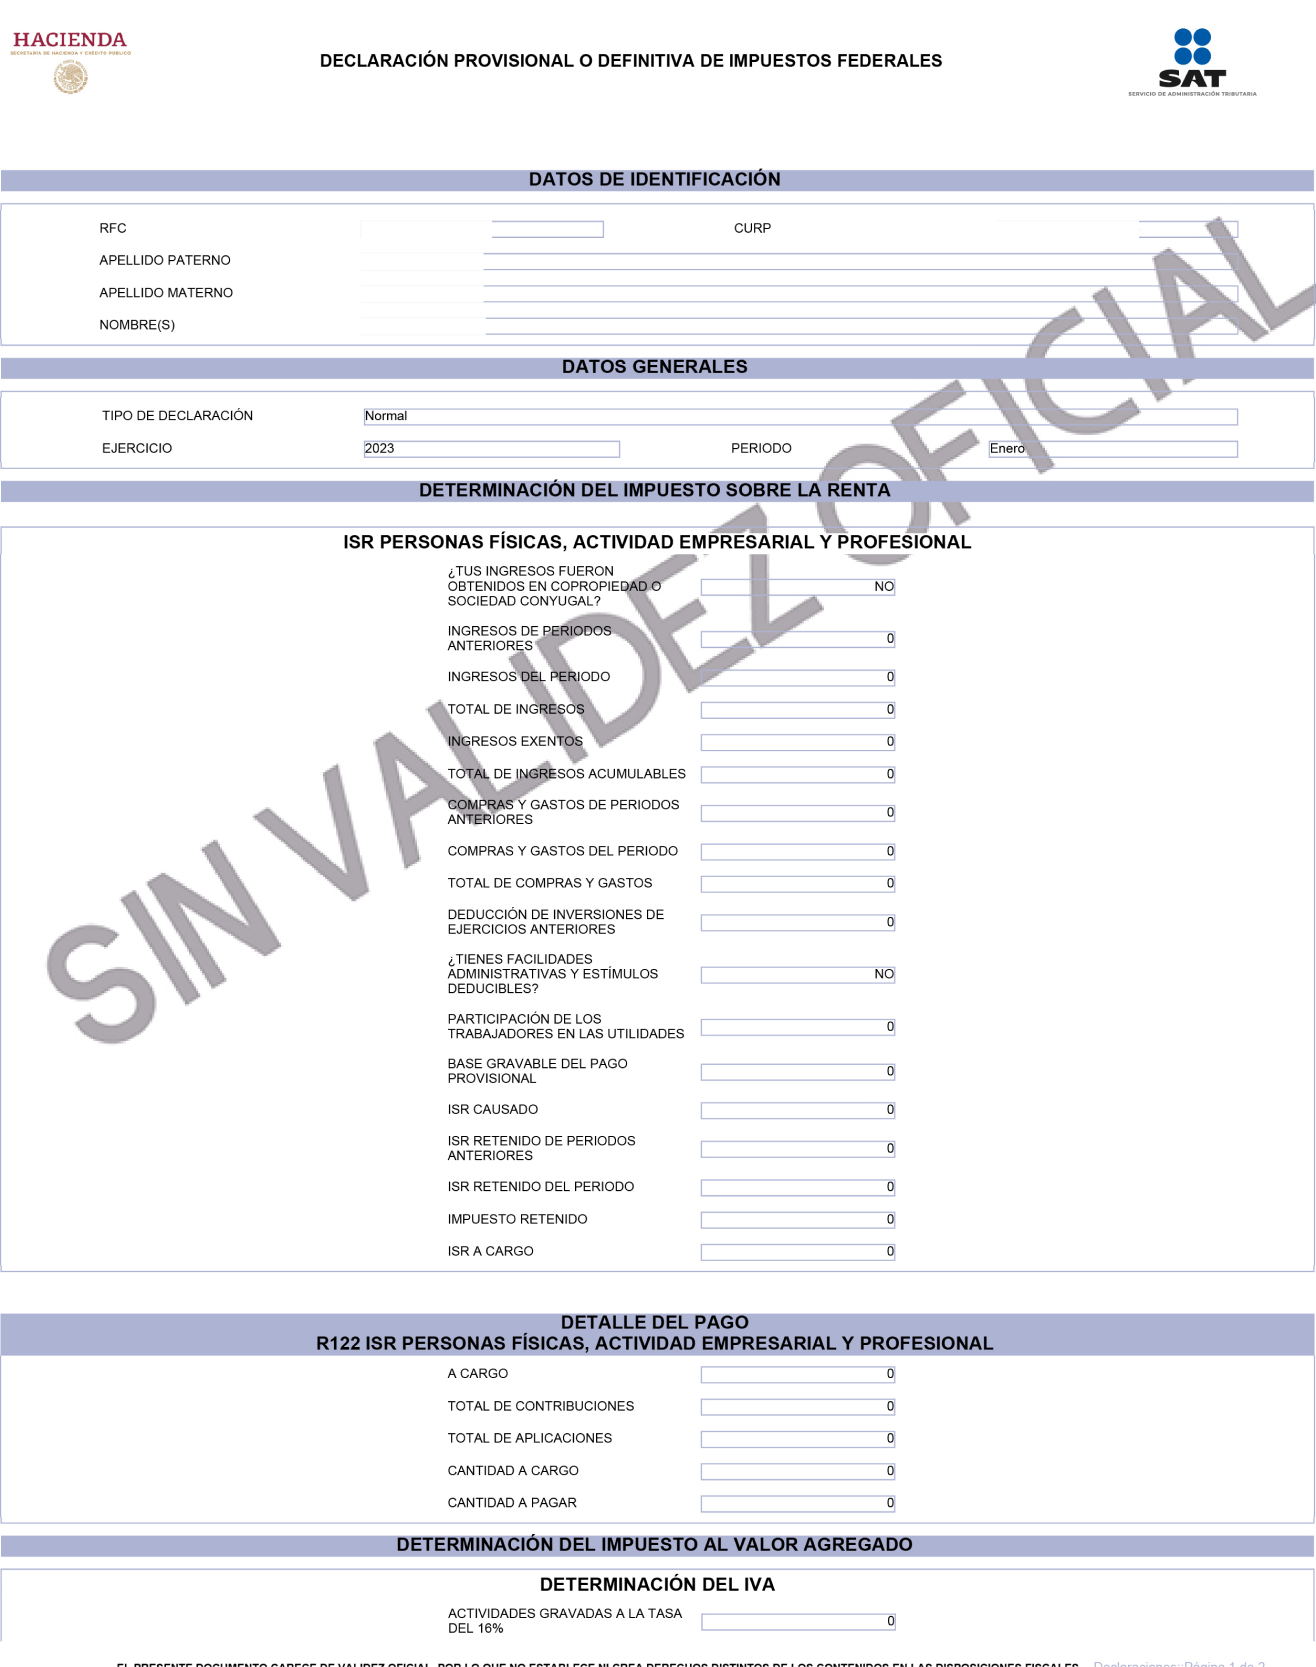 HACIENDA
SECRETARÍA DE HACIENDA Y CRÉDITO PÚBLICO
DECLARACIÓN PROVISIONAL O DEFINITIVA DE IMPUESTOS FEDERALES
SAT
SERVICIO DE ADMINISTRACIÓN TRIBUTARIA
DATOS DE IDENTIFICACIÓN
RFC CURP
APELLIDO PATERNO
APELLIDO MATERNO
NOMBRE(S)
DATOS GENERALES
TIPO DE DECLARACIÓN Normal
EJERCICIO 2023 PERIODO Enero
DETERMINACIÓN DEL IMPUESTO SOBRE LA RENTA
ISR PERSONAS FÍSICAS, ACTIVIDAD EMPRESARIAL Y PROFESIONAL
¿TUS INGRESOS FUERON
OBTENIDOS EN COPROPIEDAD O NO
SOCIEDAD CONYUGAL?
INGRESOS DE PERIODOS
ANTERIORES 0
INGRESOS DEL PERIODO 0
TOTAL DE INGRESOS 0
INGRESOS EXENTOS 0
TOTAL DE INGRESOS ACUMULABLES 0
COMPRAS Y GASTOS DE PERIODOS
ANTERIORES 0
COMPRAS Y GASTOS DEL PERIODO 0
TOTAL DE COMPRAS Y GASTOS 0
DEDUCCIÓN DE INVERSIONES DE
EJERCICIOS ANTERIORES 0
¿TIENES FACILIDADES
ADMINISTRATIVAS Y ESTÍMULOS NO
DEDUCIBLES?
PARTICIPACIÓN DE LOS
TRABAJADORES EN LAS UTILIDADES 0
BASE GRAVABLE DEL PAGO
PROVISIONAL 0
ISR CAUSADO 0
ISR RETENIDO DE PERIODOS
ANTERIORES 0
ISR RETENIDO DEL PERIODO 0
IMPUESTO RETENIDO 0
ISR A CARGO 0
SIN VALIDEZ OFICIAL
DETALLE DEL PAGO
R122 ISR PERSONAS FÍSICAS, ACTIVIDAD EMPRESARIAL Y PROFESIONAL
A CARGO 0
TOTAL DE CONTRIBUCIONES 0
TOTAL DE APLICACIONES 0
CANTIDAD A CARGO 0
CANTIDAD A PAGAR 0
DETERMINACIÓN DEL IMPUESTO AL VALOR AGREGADO
DETERMINACIÓN DEL IVA
ACTIVIDADES GRAVADAS A LA TASA
DEL 16% 0
EL PRESENTE DOCUMENTO CARECE DE VALIDEZ OFICIAL, POR LO QUE NO ESTABLECE NI CREA DERECHOS DISTINTOS DE LOS CONTENIDOS EN LAS DISPOSICIONES FISCALES